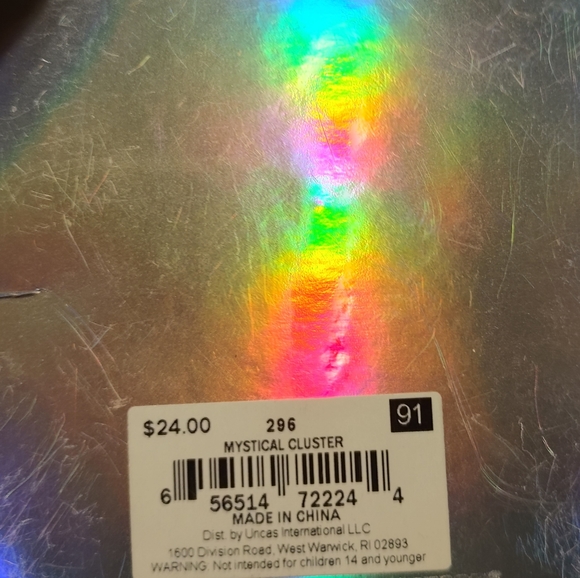 $24.00 296 91
MYSTICAL CLUSTER
6 56514 72224 4
MADE IN CHINA
Dist. by Uncas International LLC
1600 Division Road, West Warwick, RI 02893
WARNING Not intended for children 14 and younger